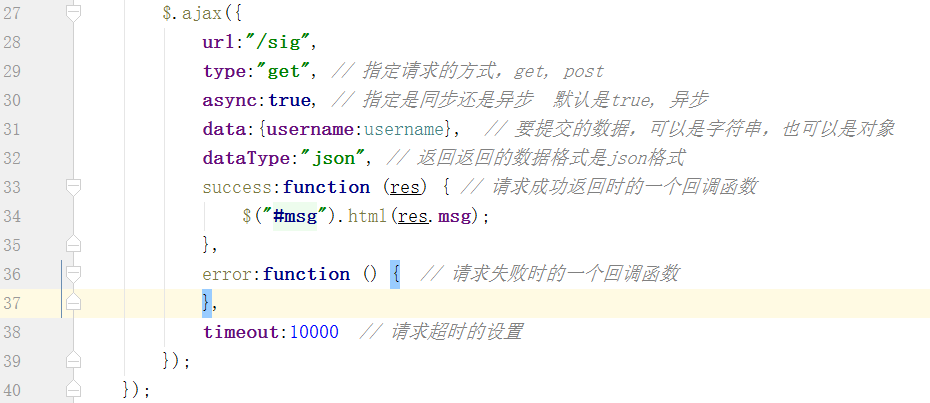 27 $.ajax({
28 url:"/sig",
29 type:"get", // 指定请求的方式，get, post
30 async:true, // 指定是同步还是异步 默认是true, 异步
31 data:{username:username}, // 要提交的数据，可以是字符串，也可以是对象
32 dataType:"json", // 返回返回的数据格式是json格式
33 success:function (res) { // 请求成功返回时的一个回调函数
34 $("#msg").html(res.msg);
35 },
36 error:function () { // 请求失败时的一个回调函数
37 },
38 timeout:10000 // 请求超时的设置
39 });
40 });